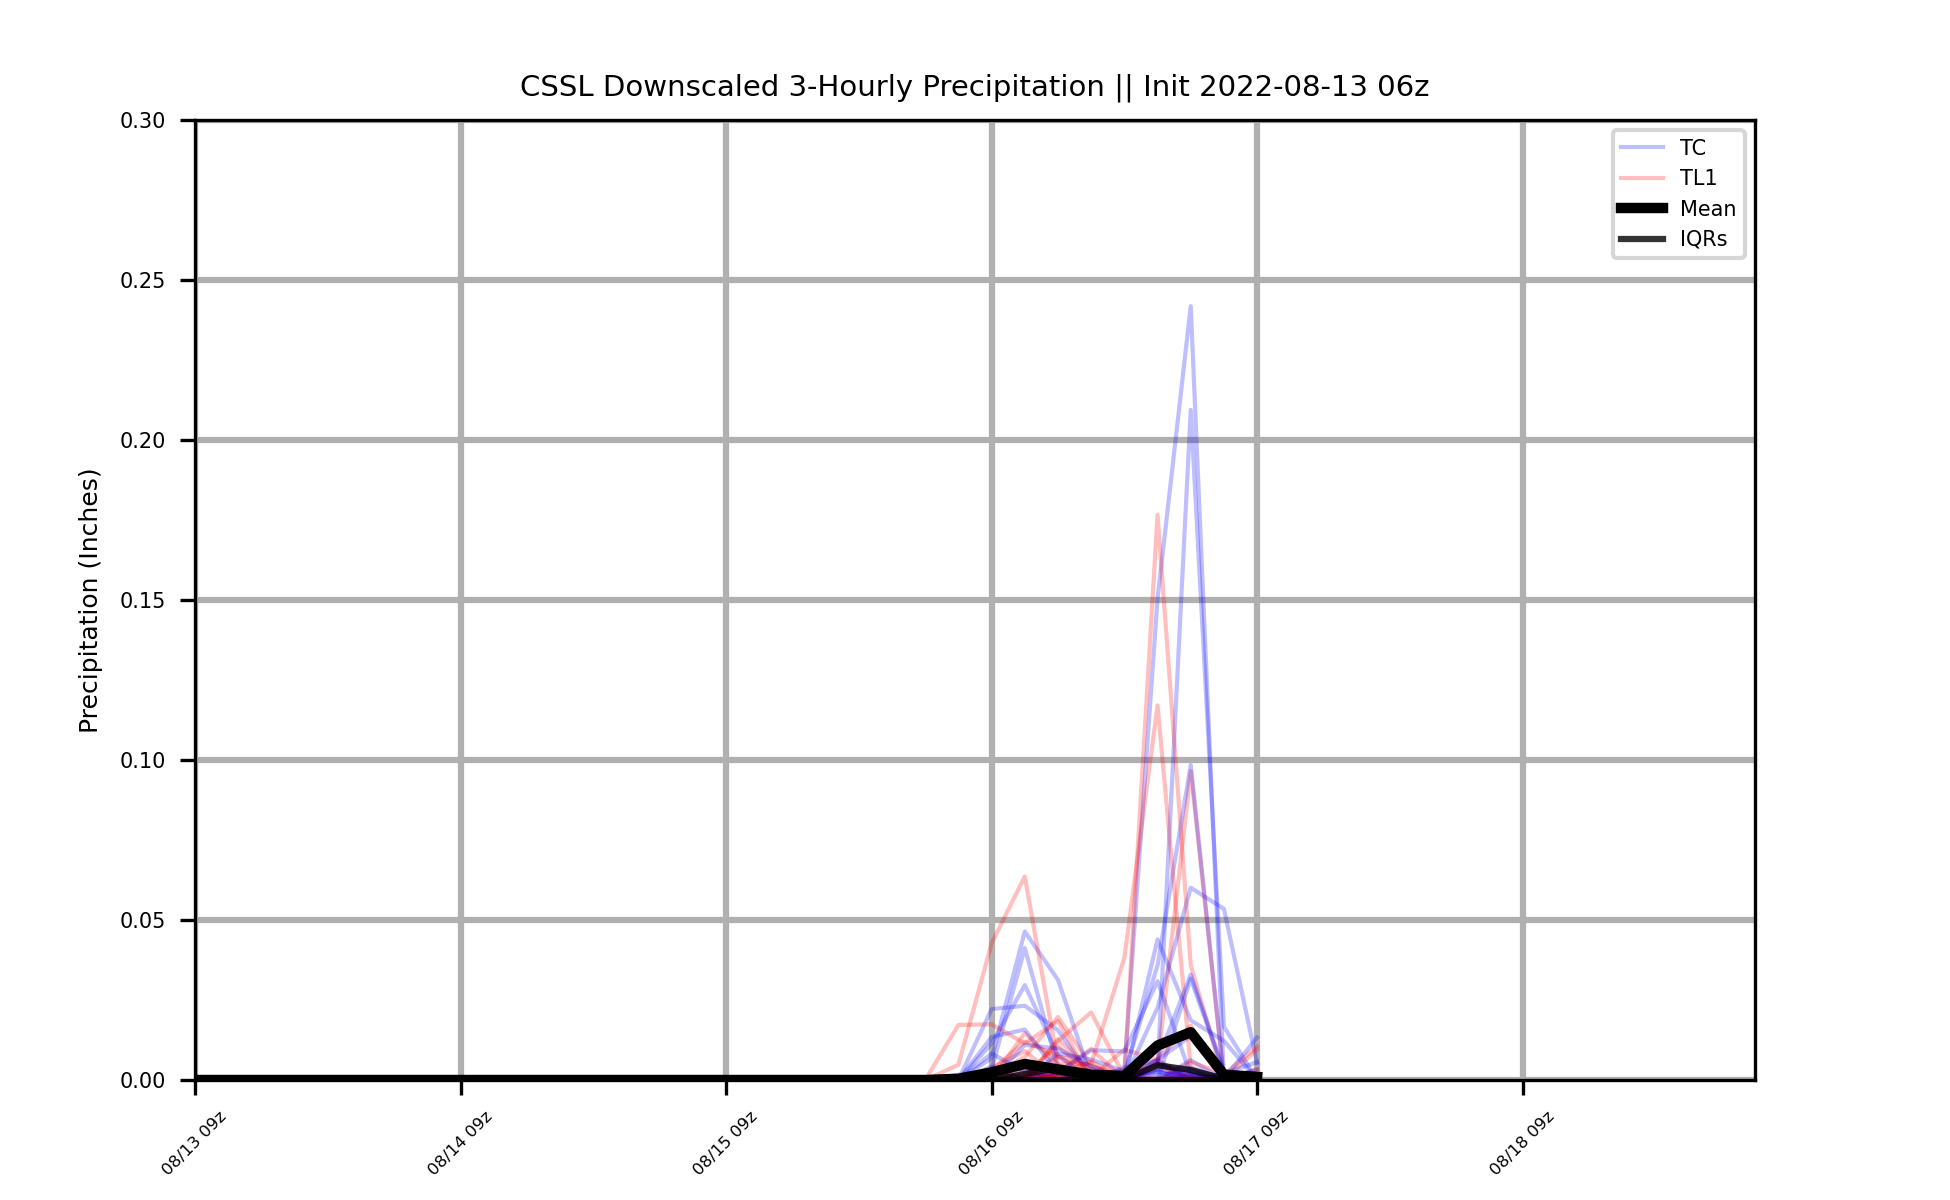 CSSL Downscaled 3-Hourly Precipitation || Init 2022-08-13 06z
0.30
0.25
0.20
0.15
0.10
0.05
0.00
Precipitation (Inches)
TC
TL1
Mean
IQRs
08/13 09z
08/14 09z
08/15 09z
08/16 09z
08/17 09z
08/18 09z